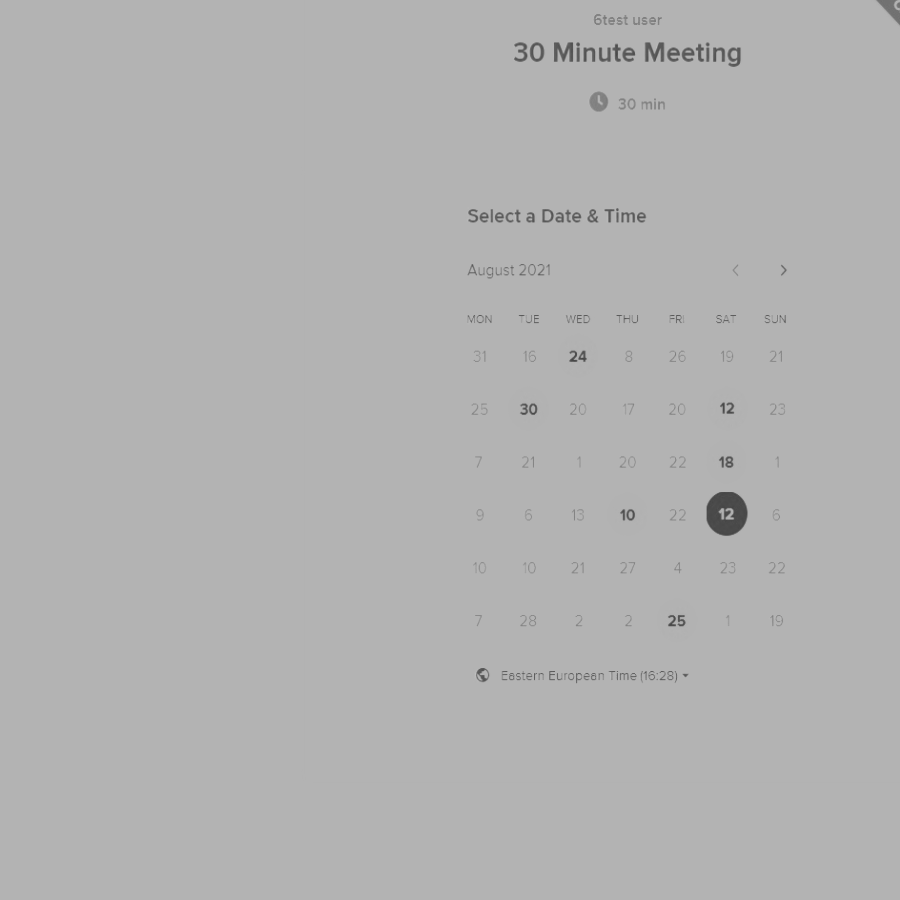 6test user
30 Minute Meeting
30 min
Select a Date & Time
August 2021
MON TUE WED THU FRI SAT SUN
31 16 24 8 26 19 21
25 30 20 17 20 12 23
7 21 1 20 22 18 1
9 6 13 10 22 12 6
10 10 21 27 4 23 22
7 28 2 2 25 1 19
Eastern European Time (16:28)